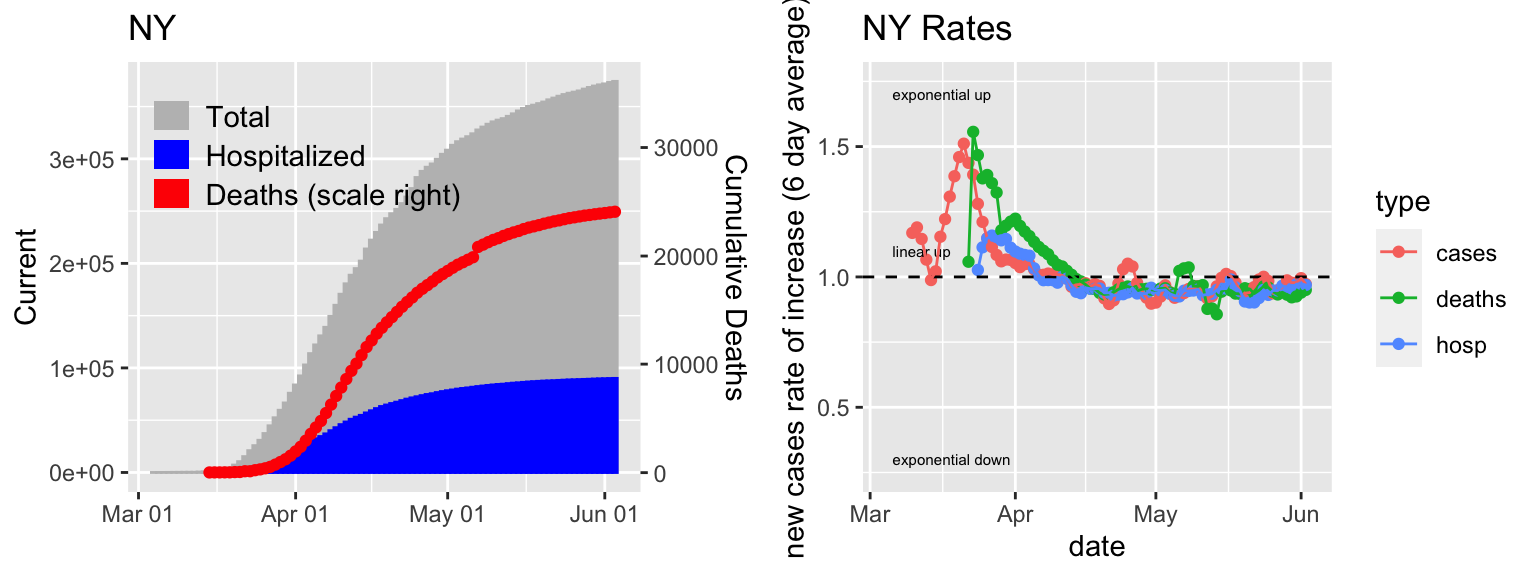 NY
Total
Hospitalized
Deaths (scale right)
3e+05
2e+05
1e+05
0e+00
Current
30000
20000
10000
0
Cumulative Deaths
Mar 01
Apr 01
May 01
Jun 01
NY Rates
new cases rate of increase (6 day average)
1.5
1.0
0.5
exponential up
linear up
exponential down
Mar
Apr
May
Jun
date
type
cases
deaths
hosp